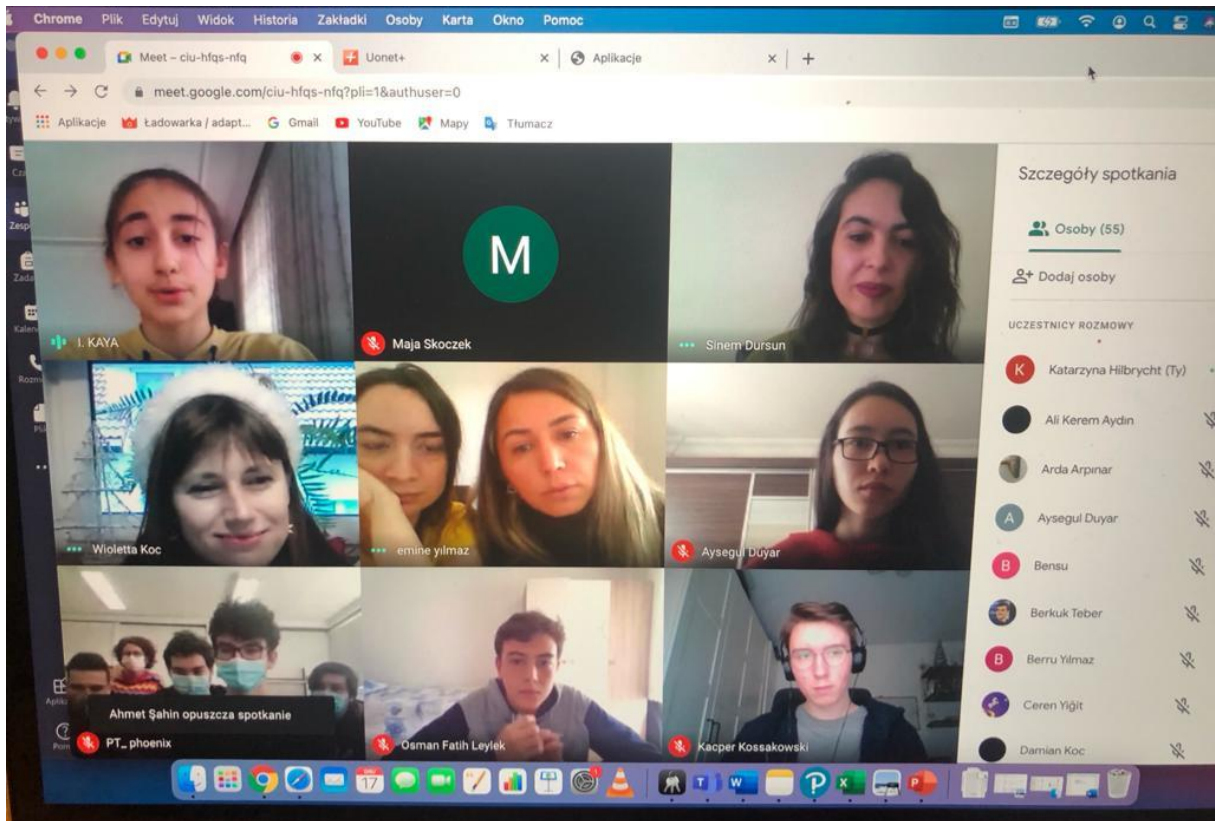 Chrome Plik Edytuj Widok Historia Zakładki Osoby Karta Okno Pomoc
Meet – ciu-hfqs-nfq Uonet+ Aplikacje
meet.google.com/ciu-hfqs-nfq?pli=1&authuser=0
Aplikacje Ładowarka / adapt... Gmail YouTube Mapy Tłumacz
Szczegóły spotkania
Osoby (55)
Dodaj osoby
UCZESTNICY ROZMOWY
K Katarzyna Hilbrycht (Ty)
Ali Kerem Aydın
Arda Arpınar
A Aysegul Duyar
B Bensu
Berkuk Teber
B Berru Yılmaz
Ceren Yiğit
Damian Koc
M
I. KAYA
Maja Skoczek
Sinem Dursun
Wioletta Koc
emine yılmaz
Aysegul Duyar
Ahmet Şahin opuszcza spotkanie
PT_ phoenix
Osman Fatih Leylek
Kacper Kossakowski
17